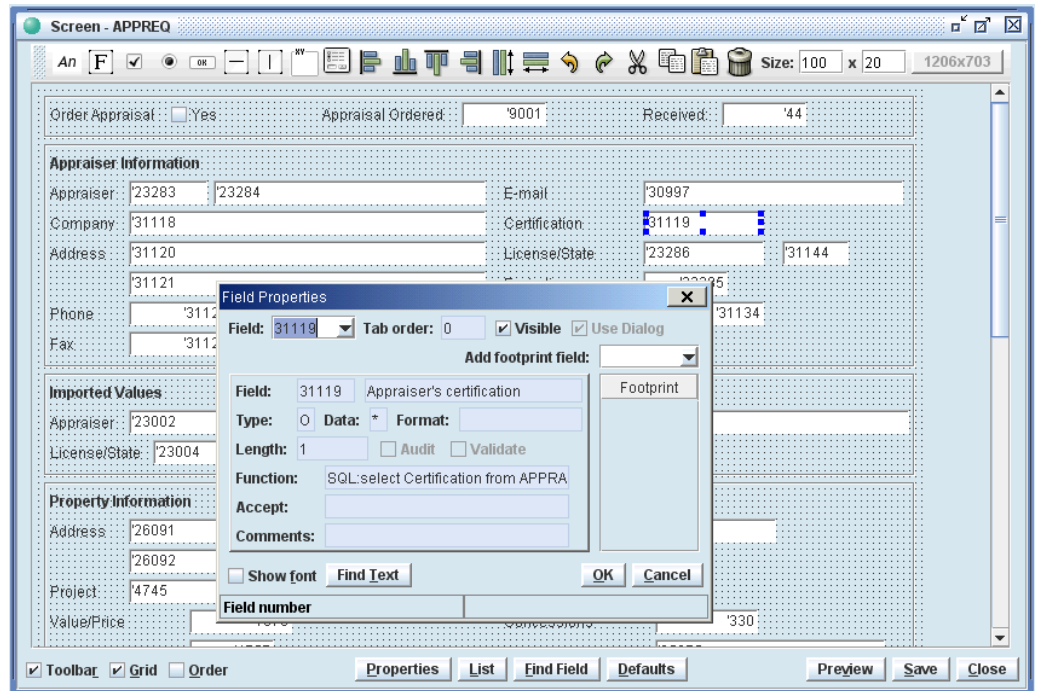 Screen - APPREQ
An F OK XY Size: 100 x 20 1206x703
Order Appraisal Yes Appraisal Ordered '9001 Received: '44
Appraiser Information
Appraiser '23283 '23284 E-mail '30997
Company '31118 Certification '31119
Address '31120 License/State '23286 '31144
'31121
Phone '3112 '31134
Fax '3112
Imported Values
Appraiser '23002
License/State '23004
Property Information
Address '26091
'26092
Project '4745
Value/Price '330
Field Properties
Field: 31119 Tab order: 0 Visible Use Dialog
Add footprint field:
Field: 31119 Appraiser's certification Footprint
Type: O Data: * Format:
Length: 1 Audit Validate
Function: SQL:select Certification from APPRA
Accept:
Comments:
Show font Find Text OK Cancel
Field number
Toolbar Grid Order Properties List Find Field Defaults Preview Save Close